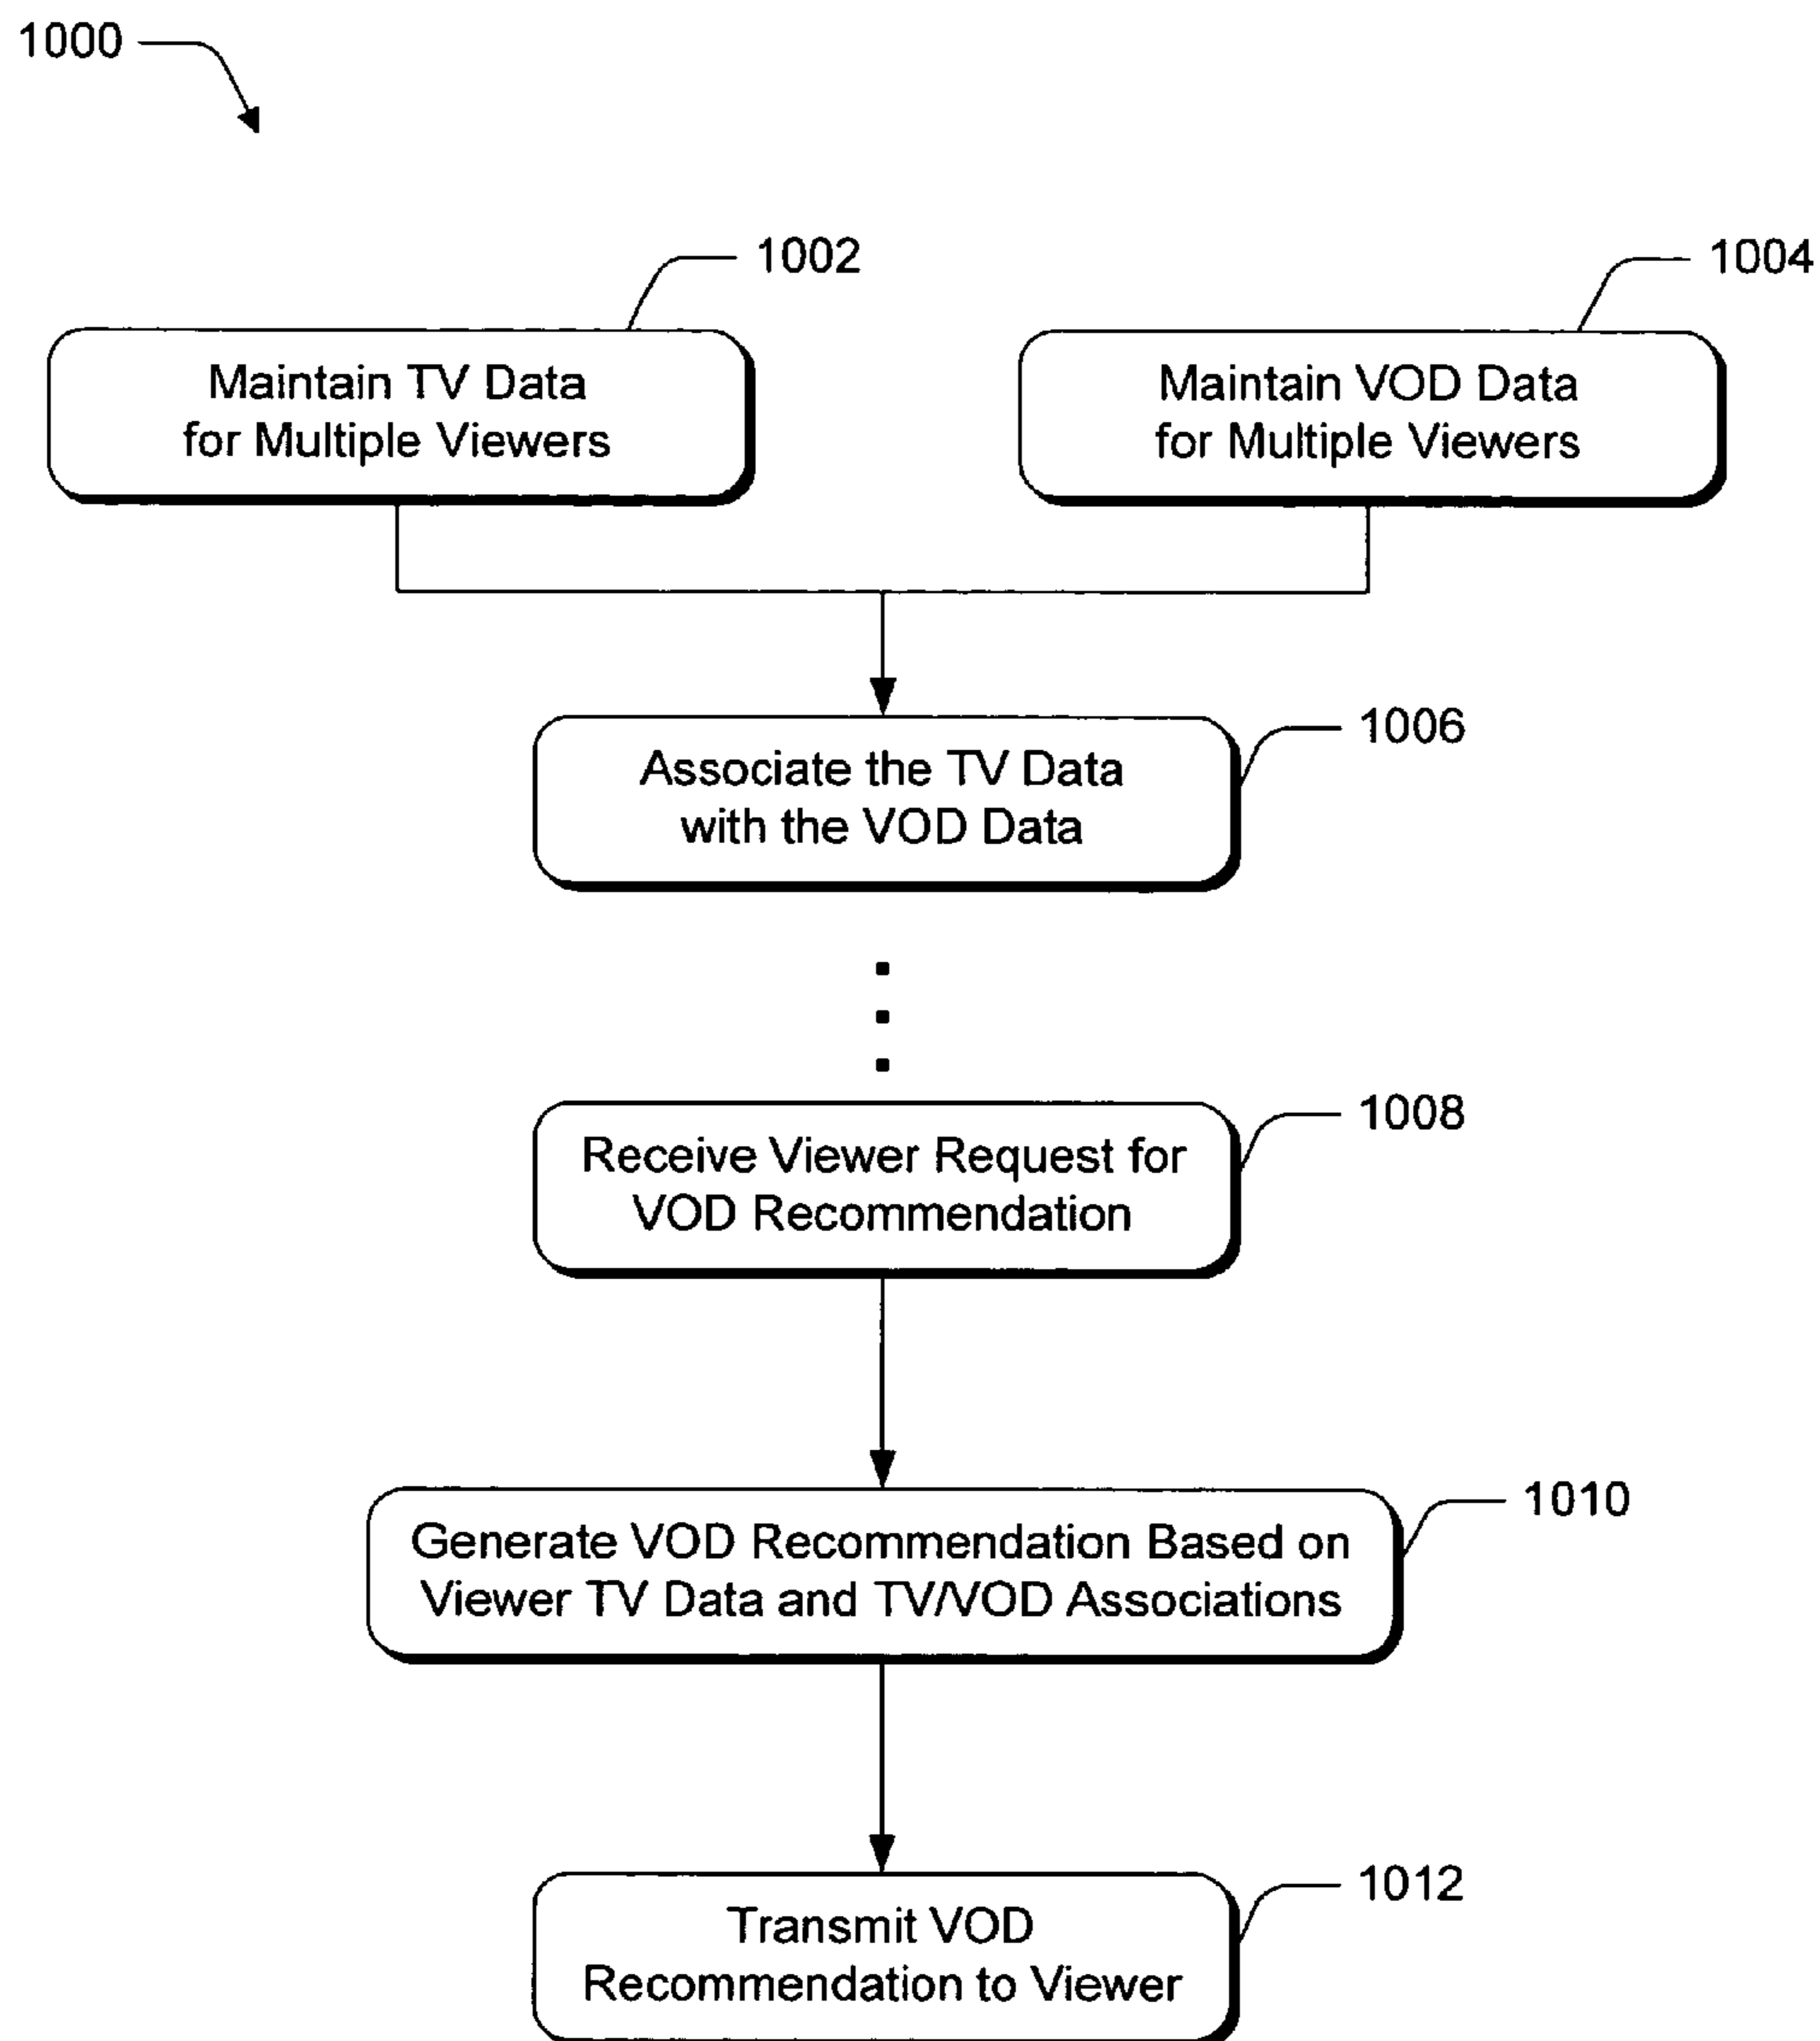 1000
1002
1004
Maintain TV Data
for Multiple Viewers
Maintain VOD Data
for Multiple Viewers
1006
Associate the TV Data
with the VOD Data
1008
Receive Viewer Request for
VOD Recommendation
1010
Generate VOD Recommendation Based on
Viewer TV Data and TV/VOD Associations
1012
Transmit VOD
Recommendation to Viewer